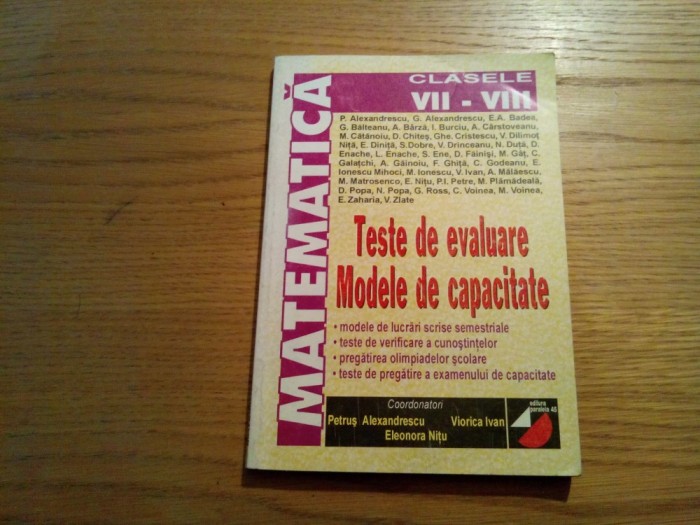 MATEMATICĂ
CLASELE
VII - VIII
P. Alexandrescu, G. Alexandrescu, E.A. Badea,
G. Bălteanu, A. Bârză, I. Burciu, A. Cârstoveanu,
M. Cătănoiu, D. Chiteș, Ghe. Cristescu, V. Dilimoț
Niță, E. Diniță, S.Dobre, V. Drinceanu, N. Duță, D.
Enache, L. Enache, S. Ene, D. Făiniși, M. Gâț, C.
Galațchi, A. Găinoiu, F. Ghiță, C. Godeanu, E.
Ionescu Mihoci, M. Ionescu, V. Ivan, A. Mălăescu,
M. Matrosenco, E. Nițu, P.I. Petre, M. Plămădeală,
D. Popa, N. Popa, G. Ross, C. Voinea, M. Voinea,
E. Zaharia, V. Zlate
Teste de evaluare
Modele de capacitate
• modele de lucrări scrise semestriale
• teste de verificare a cunoștințelor
• pregătirea olimpiadelor școlare
• teste de pregătire a examenului de capacitate
Coordonatori
Petruș Alexandrescu Viorica Ivan
Eleonora Nițu
editura
paralela 45